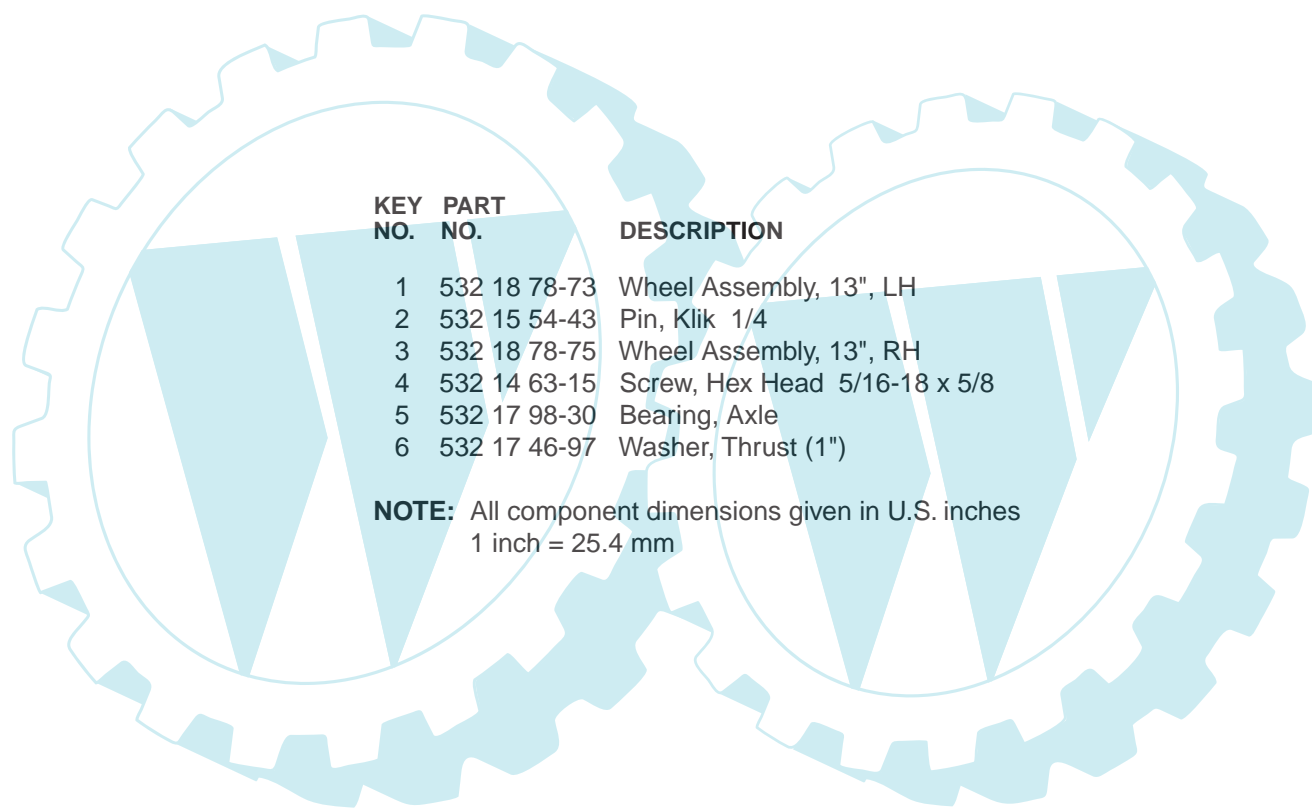 KEY PART
NO. NO. DESCRIPTION
1 532 18 78-73 Wheel Assembly, 13", LH
2 532 15 54-43 Pin, Klik 1/4
3 532 18 78-75 Wheel Assembly, 13", RH
4 532 14 63-15 Screw, Hex Head 5/16-18 x 5/8
5 532 17 98-30 Bearing, Axle
6 532 17 46-97 Washer, Thrust (1")
NOTE: All component dimensions given in U.S. inches
1 inch = 25.4 mm